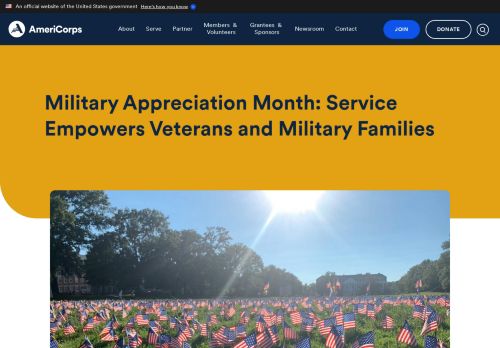 An official website of the United States government Here's how you know
AmeriCorps
About Serve Partner Members & Volunteers Grantees & Sponsors Newsroom Contact JOIN DONATE
Military Appreciation Month: Service
Empowers Veterans and Military Families